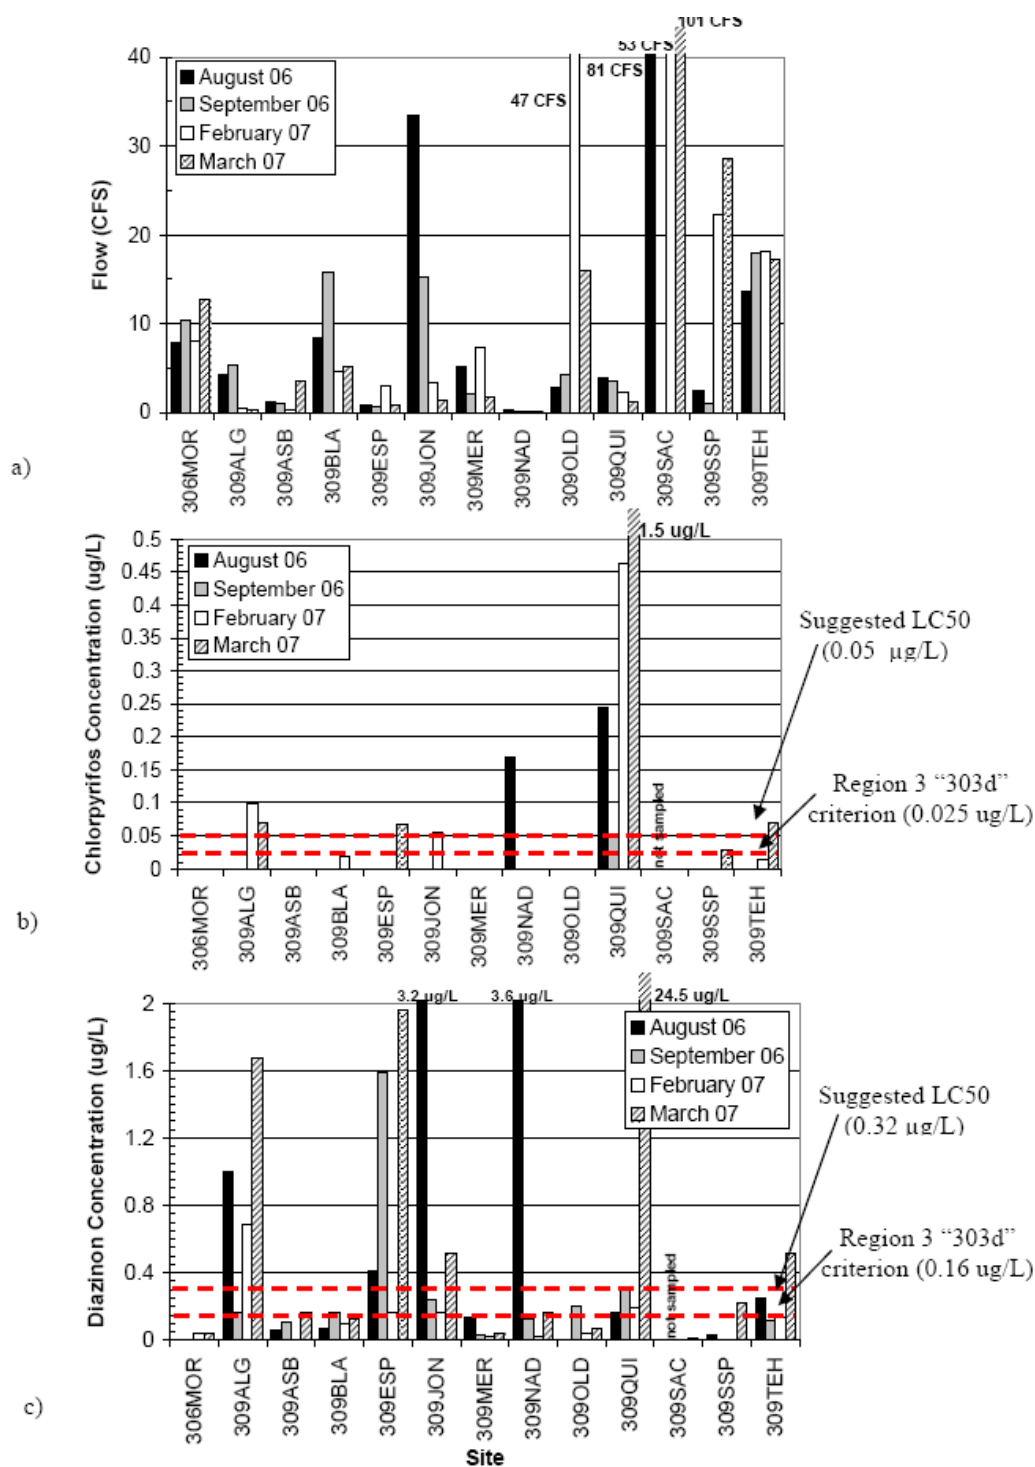 101 CFS
53 CFS
81 CFS
47 CFS
40
30
20
10
0
Flow (CFS)
August 06
September 06
February 07
March 07
306MOR
309ALG
309ASB
309BLA
309ESP
309JON
309MER
309NAD
309OLD
309QUI
309SAC
309SSP
309TEH
a)
1.5 ug/L
0.5
0.45
0.4
0.35
0.3
0.25
0.2
0.15
0.1
0.05
0
Chlorpyrifos Concentration (ug/L)
August 06
September 06
February 07
March 07
not sampled
Suggested LC50
(0.05 µg/L)
Region 3 “303d”
criterion (0.025 ug/L)
306MOR
309ALG
309ASB
309BLA
309ESP
309JON
309MER
309NAD
309OLD
309QUI
309SAC
309SSP
309TEH
b)
3.2 ug/L
3.6 ug/L
24.5 ug/L
2
1.6
1.2
0.8
0.4
0
Diazinon Concentration (ug/L)
August 06
September 06
February 07
March 07
not sampled
Suggested LC50
(0.32 µg/L)
Region 3 “303d”
criterion (0.16 ug/L)
306MOR
309ALG
309ASB
309BLA
309ESP
309JON
309MER
309NAD
309OLD
309QUI
309SAC
309SSP
309TEH
c)
Site